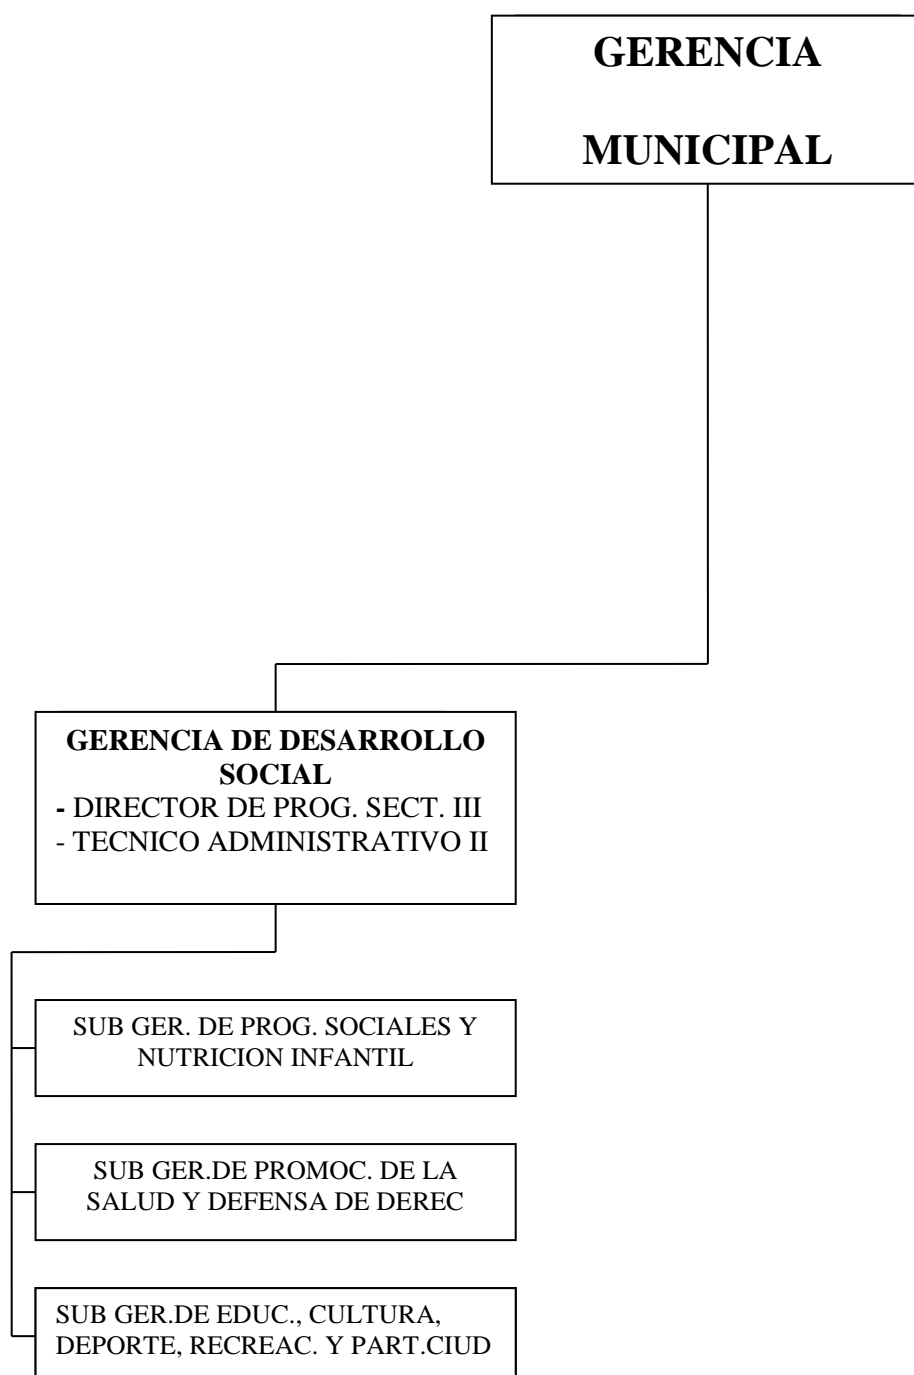 GERENCIA
MUNICIPAL
GERENCIA DE DESARROLLO
SOCIAL
- DIRECTOR DE PROG. SECT. III
- TECNICO ADMINISTRATIVO II
SUB GER. DE PROG. SOCIALES Y
NUTRICION INFANTIL
SUB GER.DE PROMOC. DE LA
SALUD Y DEFENSA DE DEREC
SUB GER.DE EDUC., CULTURA,
DEPORTE, RECREAC. Y PART.CIUD